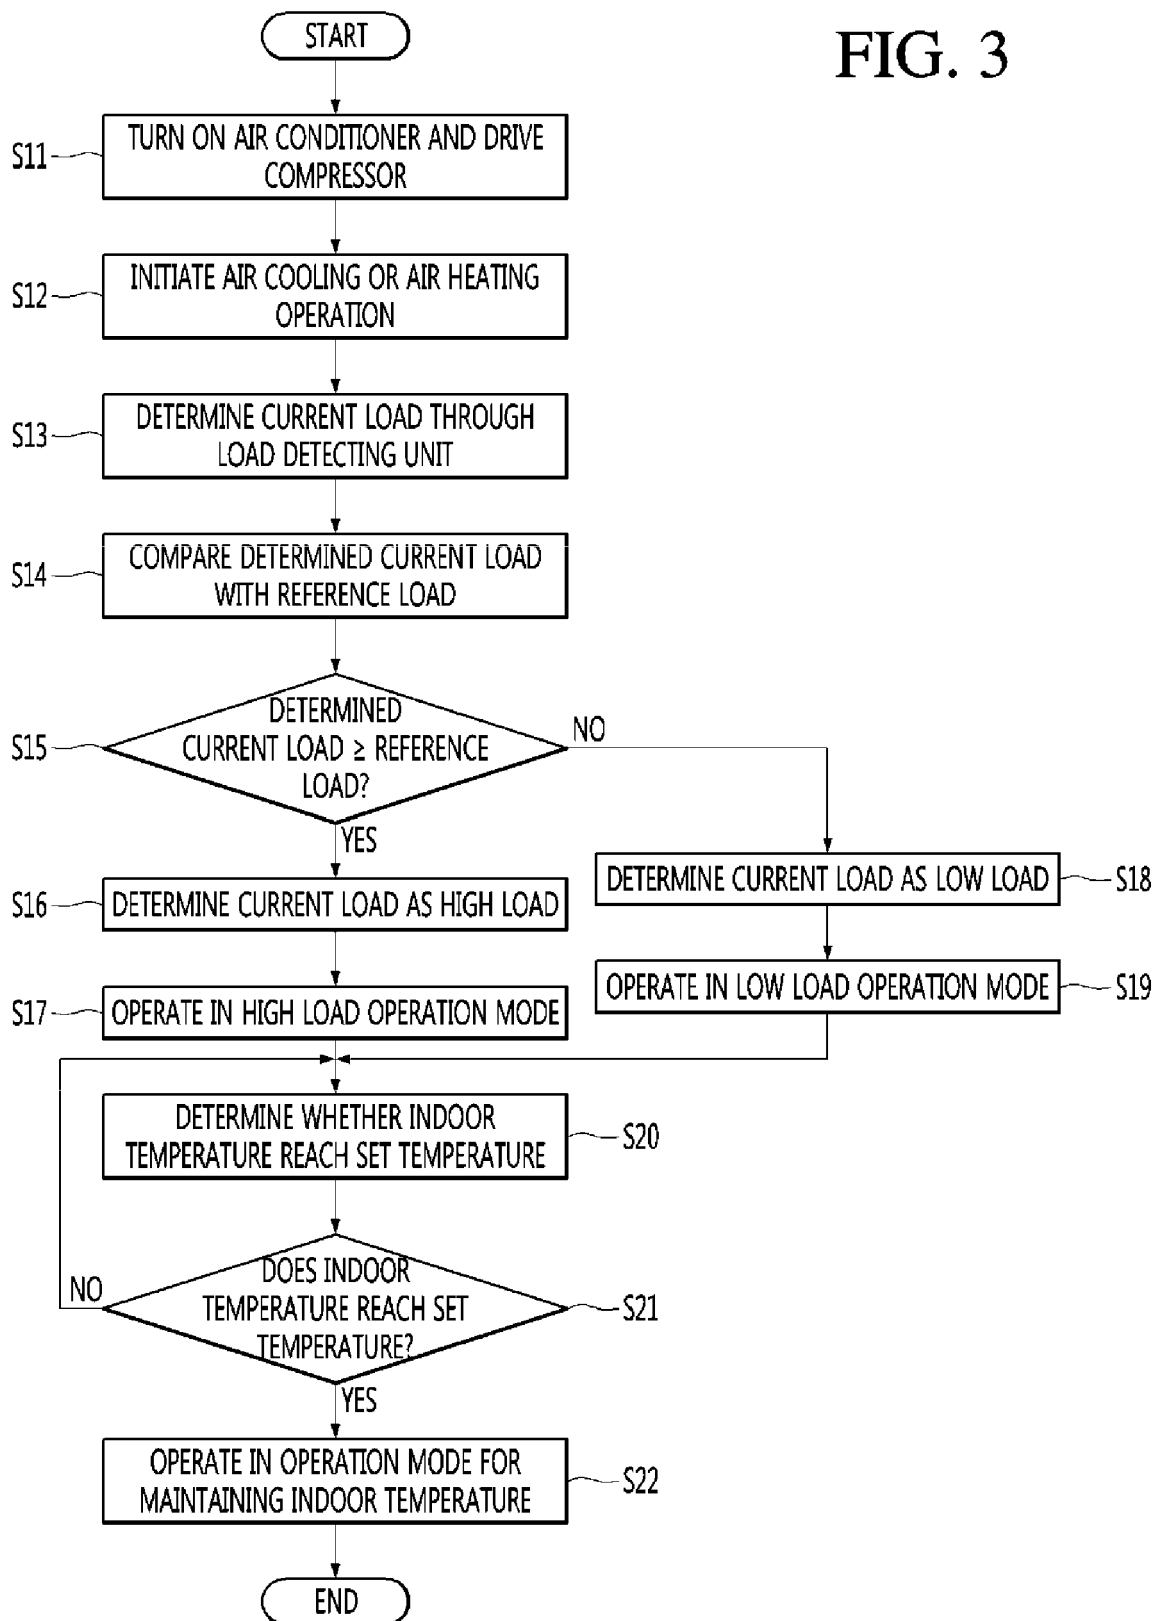 START
FIG. 3
S11
TURN ON AIR CONDITIONER AND DRIVE
COMPRESSOR
S12
INITIATE AIR COOLING OR AIR HEATING
OPERATION
S13
DETERMINE CURRENT LOAD THROUGH
LOAD DETECTING UNIT
S14
COMPARE DETERMINED CURRENT LOAD
WITH REFERENCE LOAD
S15
DETERMINED
CURRENT LOAD ≥ REFERENCE
LOAD?
NO
YES
S16
DETERMINE CURRENT LOAD AS HIGH LOAD
DETERMINE CURRENT LOAD AS LOW LOAD
S18
S17
OPERATE IN HIGH LOAD OPERATION MODE
OPERATE IN LOW LOAD OPERATION MODE
S19
DETERMINE WHETHER INDOOR
TEMPERATURE REACH SET TEMPERATURE
S20
NO
DOES INDOOR
TEMPERATURE REACH SET
TEMPERATURE?
S21
YES
OPERATE IN OPERATION MODE FOR
MAINTAINING INDOOR TEMPERATURE
S22
END